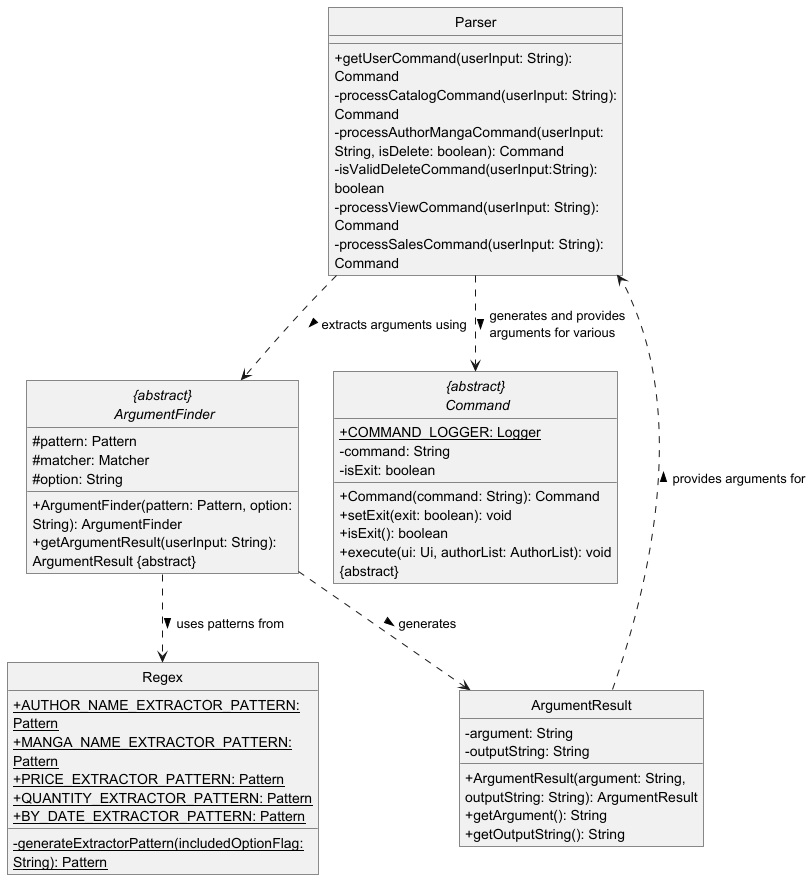 Parser
+getUserCommand(userInput: String):
Command
-processCatalogCommand(userInput: String):
Command
-processAuthorMangaCommand(userInput:
String, isDelete: boolean): Command
-isValidDeleteCommand(userInput:String):
boolean
-processViewCommand(userInput: String):
Command
-processSalesCommand(userInput: String):
Command
extracts arguments using
generates and provides
arguments for various
{abstract}
ArgumentFinder
#pattern: Pattern
#matcher: Matcher
#option: String
+ArgumentFinder(pattern: Pattern, option:
String): ArgumentFinder
+getArgumentResult(userInput: String):
ArgumentResult {abstract}
{abstract}
Command
+COMMAND_LOGGER: Logger
-command: String
-isExit: boolean
+Command(command: String): Command
+setExit(exit: boolean): void
+isExit(): boolean
+execute(ui: Ui, authorList: AuthorList): void
{abstract}
provides arguments for
uses patterns from
generates
Regex
+AUTHOR_NAME_EXTRACTOR_PATTERN:
Pattern
+MANGA_NAME_EXTRACTOR_PATTERN:
Pattern
+PRICE_EXTRACTOR_PATTERN: Pattern
+QUANTITY_EXTRACTOR_PATTERN: Pattern
+BY_DATE_EXTRACTOR_PATTERN: Pattern
-generateExtractorPattern(includedOptionFlag:
String): Pattern
ArgumentResult
-argument: String
-outputString: String
+ArgumentResult(argument: String,
outputString: String): ArgumentResult
+getArgument(): String
+getOutputString(): String